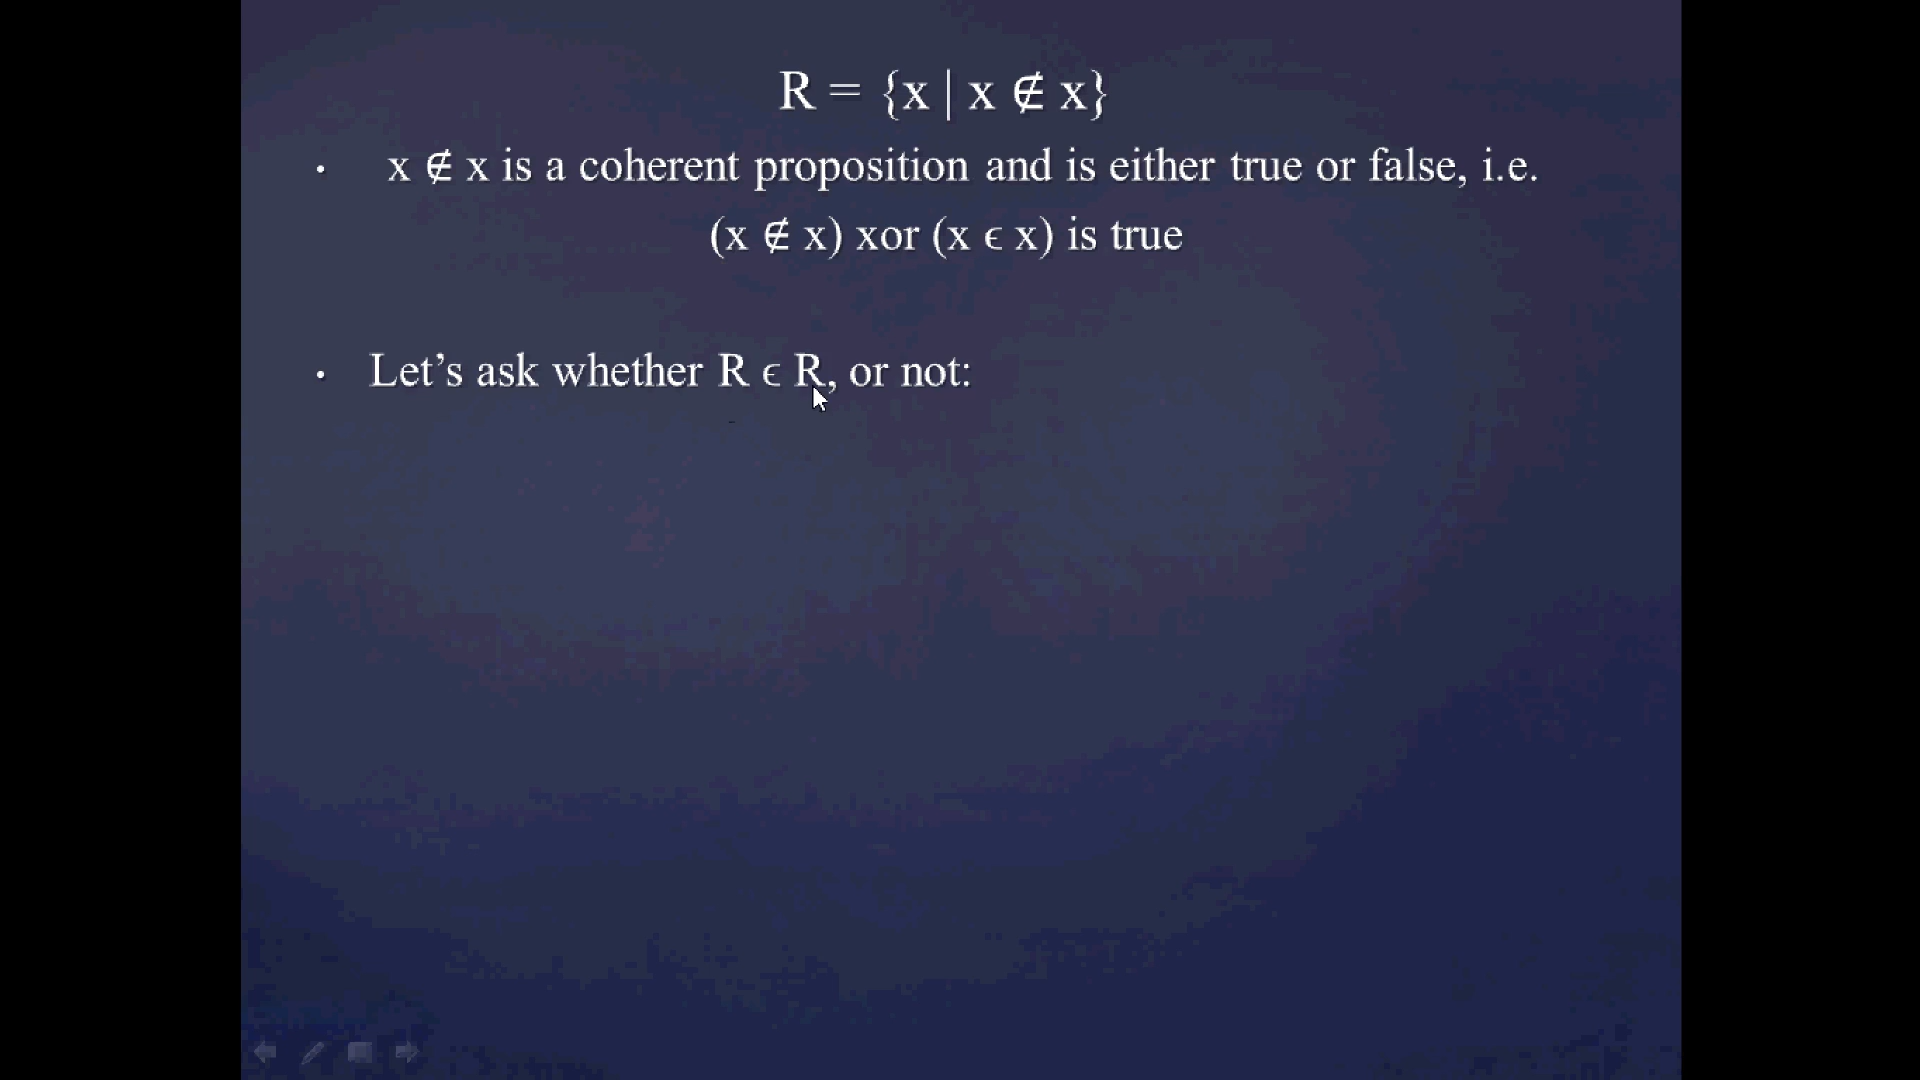 R = {x | x ∉ x}
· x ∉ x is a coherent proposition and is either true or false, i.e.
(x ∉ x) xor (x ϵ x) is true
· Let’s ask whether R ϵ R, or not: